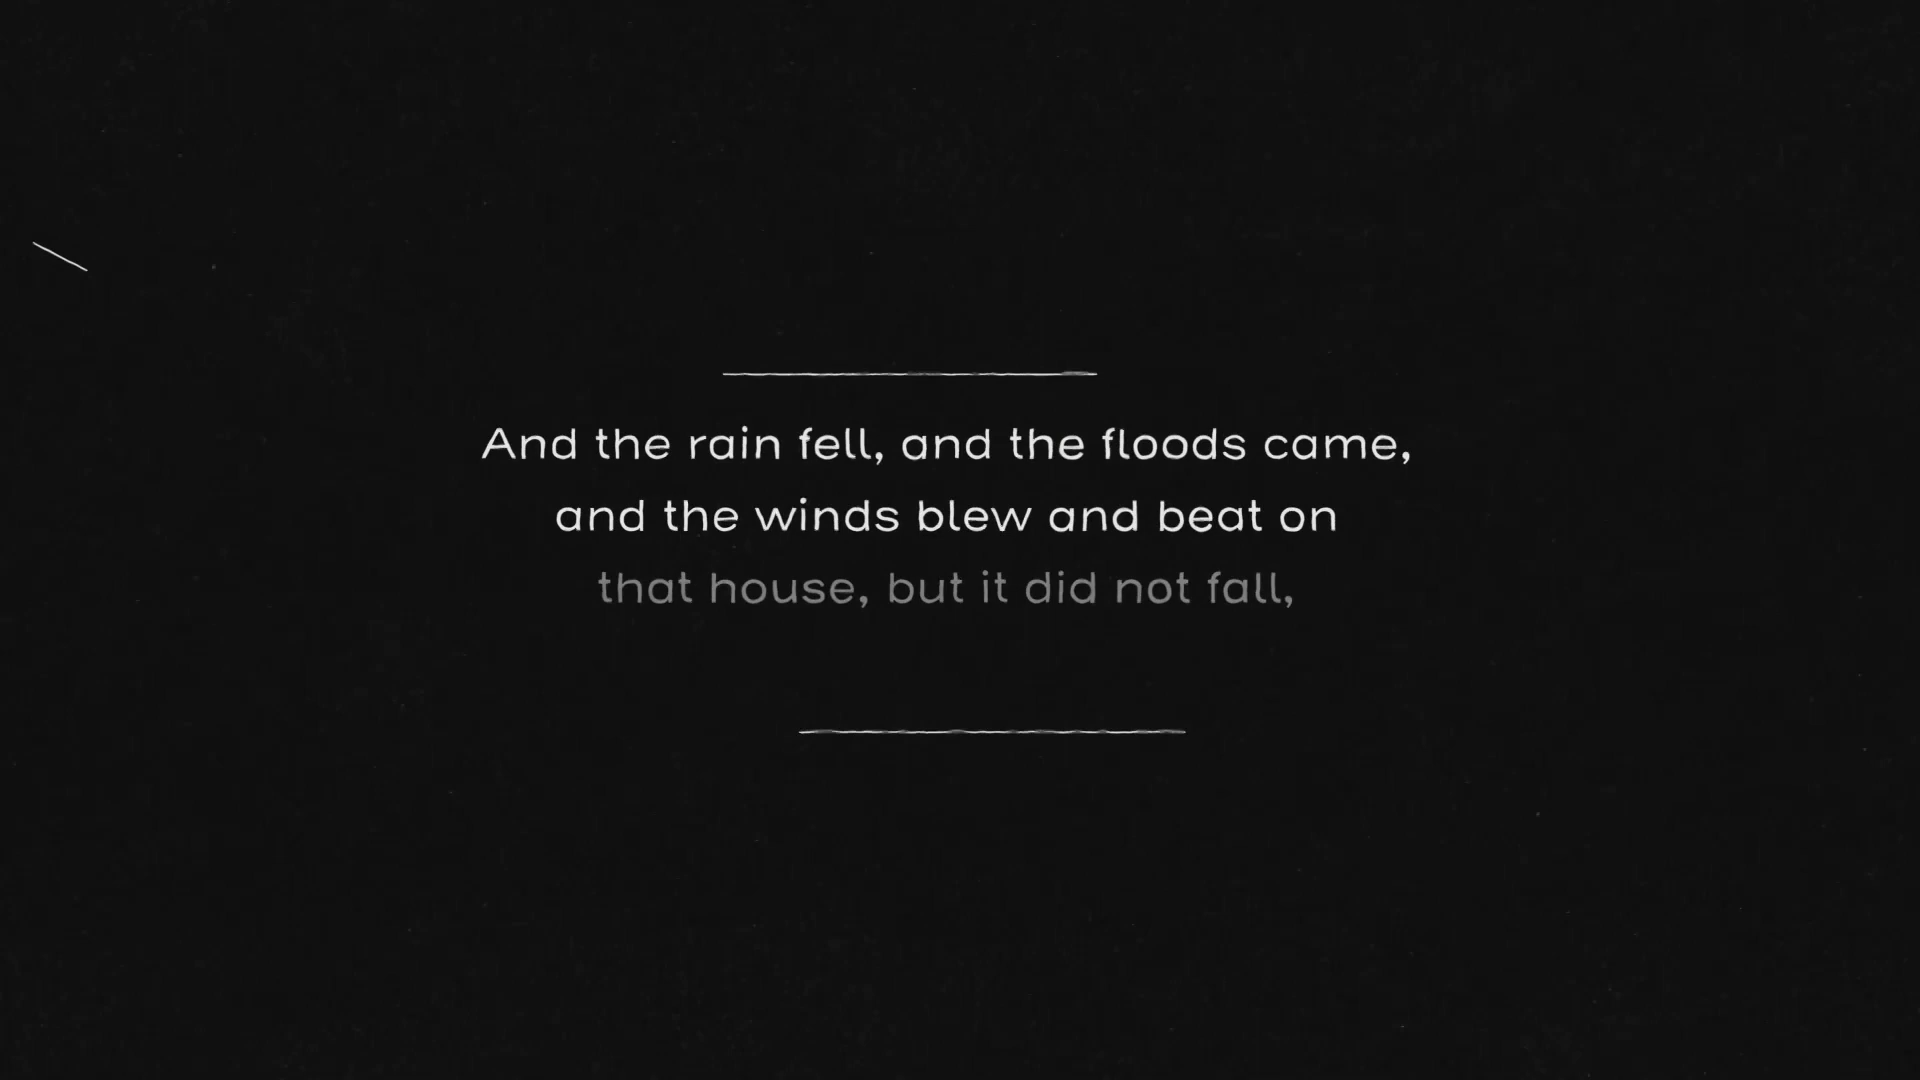 And the rain fell, and the floods came,
and the winds blew and beat on
that house, but it did not fall,